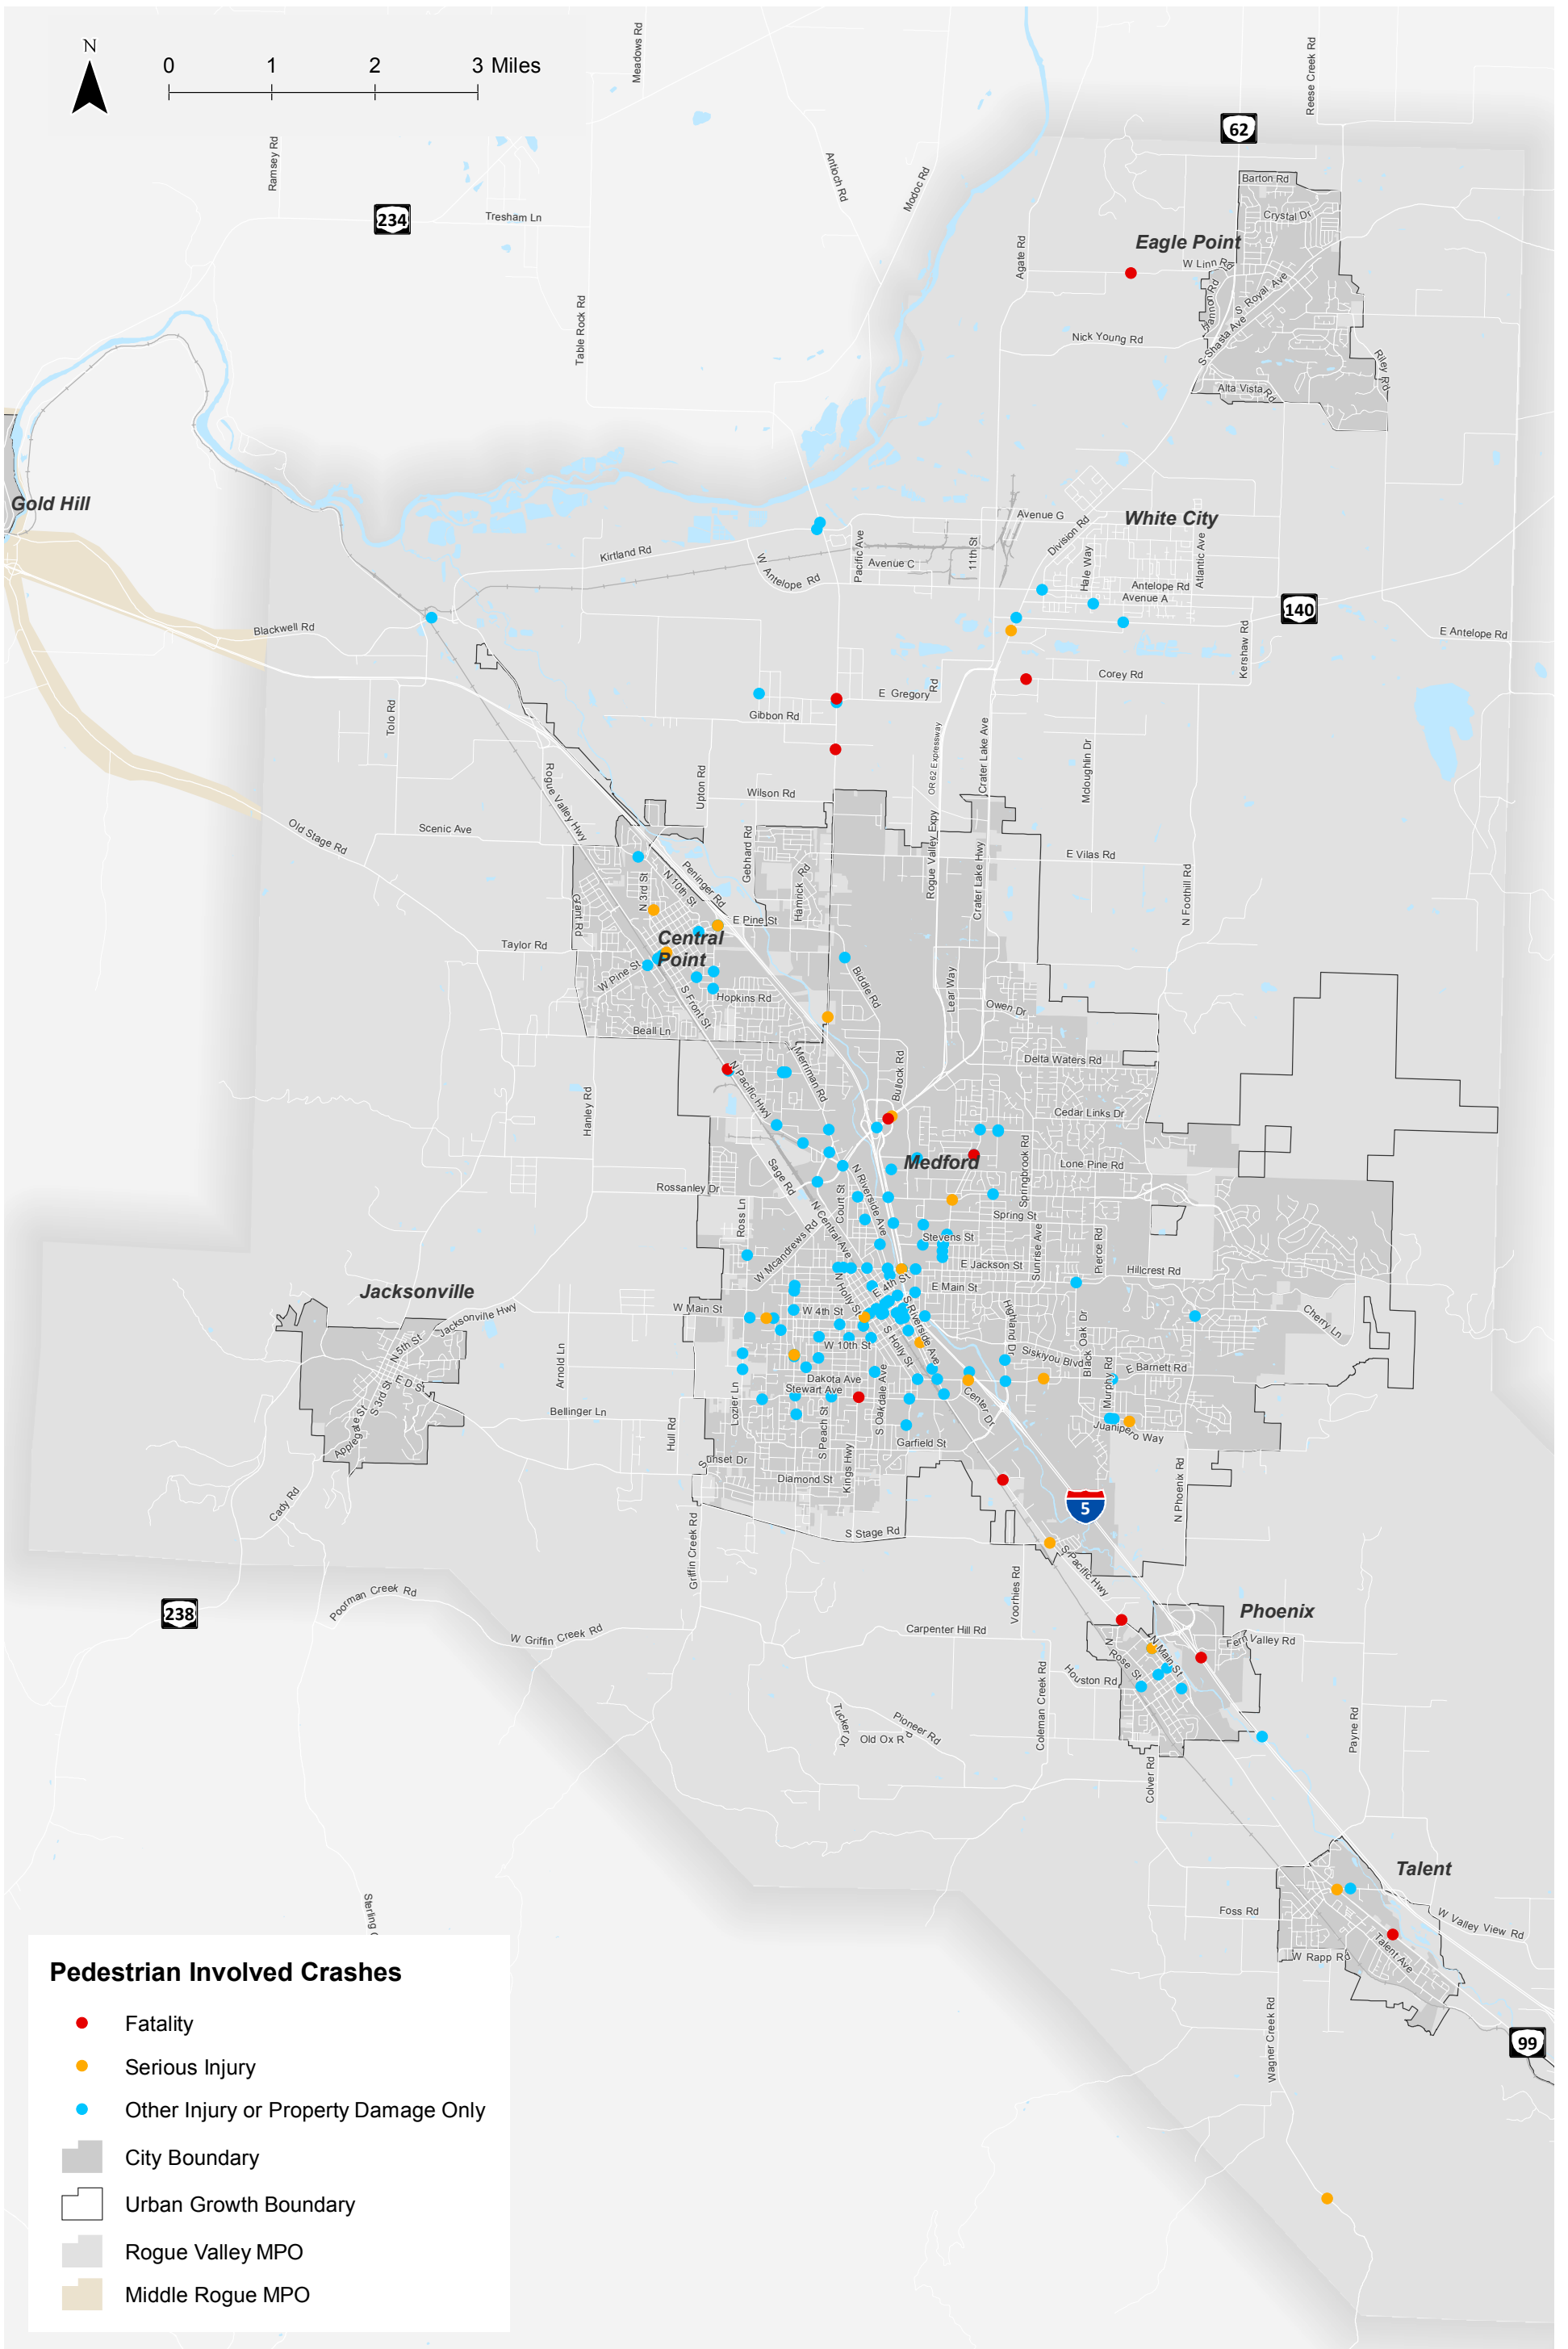 N
0 1 2 3 Miles
Meadows Rd
Reese Creek Rd
62
Ramsey Rd
Antioch Rd
Modoc Rd
Barton Rd
234
Tresham Ln
Crystal Dr
Agate Rd
Eagle Point
W Linn Rd
Hannon Rd
S Royal Ave
Table Rock Rd
Nick Young Rd
S Shasta Ave
Riley Rd
Alta Vista Rd
Gold Hill
Avenue G
White City
Division Rd
Kirtland Rd
Pacific Ave
11th St
Atlantic Ave
W Antelope Rd
Avenue C
Hale Way
Antelope Rd
Avenue A
140
Blackwell Rd
Kershaw Rd
E Antelope Rd
Corey Rd
E Gregory Rd
Gibbon Rd
Tolo Rd
OR 62 Expressway
Crater Lake Ave
Mcloughlin Dr
Rogue Valley Hwy
Upton Rd
Wilson Rd
Old Stage Rd
Scenic Ave
Gebhard Rd
Rogue Valley Expy
Crater Lake Hwy
E Vilas Rd
Peninger Rd
N 10th St
N 3rd St
Hamrick Rd
N Foothill Rd
Grant Rd
E Pine St
Central
Point
Taylor Rd
W Pine St
Biddle Rd
Lear Way
S Front St
Hopkins Rd
Owen Dr
Beall Ln
Merriman Rd
Bullock Rd
Delta Waters Rd
N Pacific Hwy
Hanley Rd
Cedar Links Dr
Medford
Springbrook Rd
Lone Pine Rd
Sage Rd
N Riverside Ave
Rossanley Dr
Court St
Ross Ln
N Central Ave
Spring St
W Mcandrews Rd
Stevens St
Sunrise Ave
Pierce Rd
E Jackson St
Hillcrest Rd
Jacksonville
N Holly St
E 4th St
E Main St
W Main St
W 4th St
Jacksonville Hwy
S Riverside Ave
Highland Dr
Black Oak Dr
Cherry Ln
N 5th St
W 10th St
S Holly St
Siskiyou Blvd
E Barnett Rd
Arnold Ln
E D St
S 3rd St
Dakota Ave
Stewart Ave
S Oakdale Ave
Center Dr
Murphy Rd
Lozier Ln
Applegate St
Bellinger Ln
S Peach St
Juanipero Way
Hull Rd
Garfield St
Sunset Dr
Diamond St
Kings Hwy
N Phoenix Rd
Cady Rd
5
S Stage Rd
Griffin Creek Rd
S Pacific Hwy
Voorhies Rd
Poorman Creek Rd
238
Phoenix
W Griffin Creek Rd
Carpenter Hill Rd
Fern Valley Rd
N Main St
N Rose St
Houston Rd
Coleman Creek Rd
Tucker Dr
Pioneer Rd
Old Ox Rd
Payne Rd
Colver Rd
Talent
Sterling C
Foss Rd
W Valley View Rd
Talent Ave
W Rapp Rd
Wagner Creek Rd
99
Pedestrian Involved Crashes
Fatality
Serious Injury
Other Injury or Property Damage Only
City Boundary
Urban Growth Boundary
Rogue Valley MPO
Middle Rogue MPO